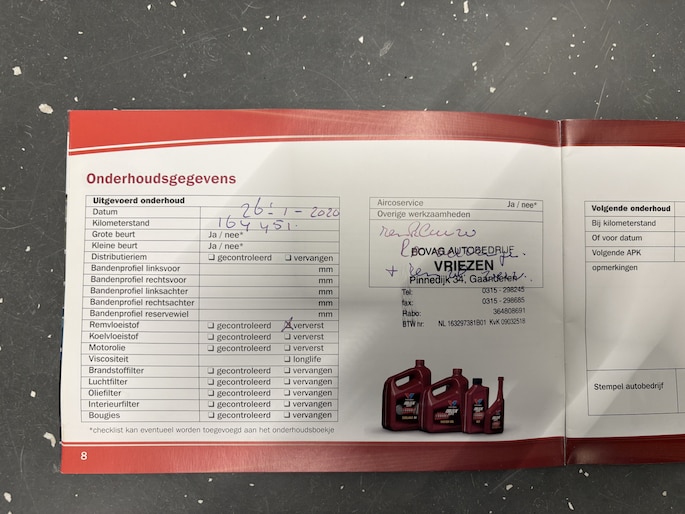 Onderhoudsgegevens
Uitgevoerd onderhoud
Datum 26-1-2020
Kilometerstand 164451
Grote beurt Ja / nee*
Kleine beurt Ja / nee*
Distributieriem ❏ gecontroleerd ❏ vervangen
Bandenprofiel linksvoor mm
Bandenprofiel rechtsvoor mm
Bandenprofiel linksachter mm
Bandenprofiel rechtsachter mm
Bandenprofiel reservewiel mm
Remvloeistof ❏ gecontroleerd ❏ ververst
Koelvloeistof ❏ gecontroleerd ❏ ververst
Motorolie ❏ gecontroleerd ❏ ververst
Viscositeit ❏ longlife
Brandstoffilter ❏ gecontroleerd ❏ vervangen
Luchtfilter ❏ gecontroleerd ❏ vervangen
Oliefilter ❏ gecontroleerd ❏ vervangen
Interieurfilter ❏ gecontroleerd ❏ vervangen
Bougies ❏ gecontroleerd ❏ vervangen
*checklist kan eventueel worden toegevoegd aan het onderhoudsboekje
8
Aircoservice Ja / nee*
Overige werkzaamheden
BOVAG AUTOBEDRIJF
VRIEZEN
Pinnedijk 34, Gaanderen
Tel: 0315 - 298245
fax: 0315 - 298685
Rabo: 364808691
BTW nr: NL 163297381B01 KvK 09032518
Volgende onderhoud
Bij kilometerstand
Of voor datum
Volgende APK
opmerkingen
Stempel autobedrijf